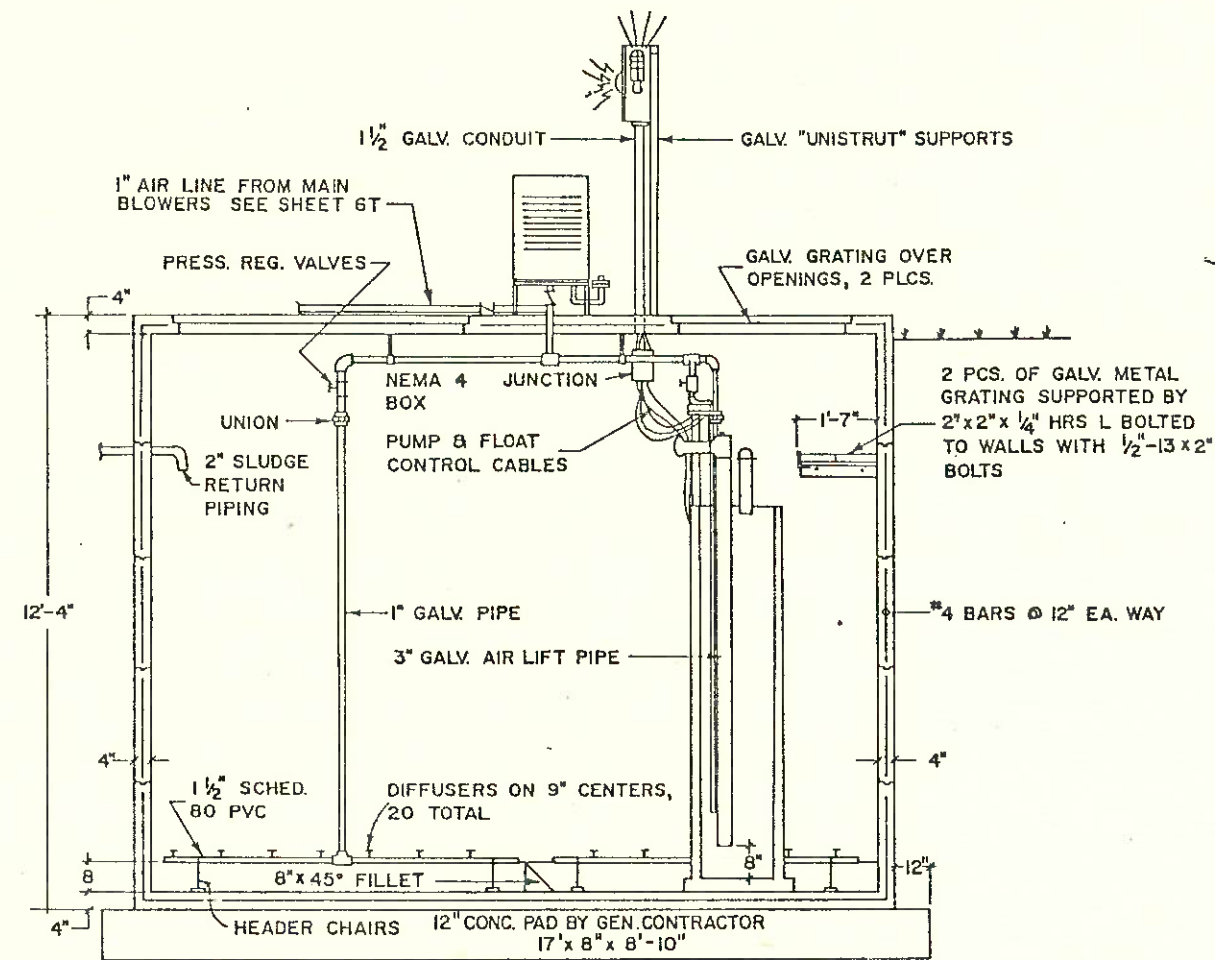 1 1/2" GALV. CONDUIT
GALV. "UNISTRUT" SUPPORTS
1" AIR LINE FROM MAIN
BLOWERS SEE SHEET 6T
PRESS. REG. VALVES
GALV. GRATING OVER
OPENINGS, 2 PLCS.
4"
NEMA 4 JUNCTION
BOX
UNION
PUMP & FLOAT
CONTROL CABLES
2" SLUDGE
RETURN
PIPING
1'-7"
2 PCS. OF GALV. METAL
GRATING SUPPORTED BY
2"x2"x 1/4" HRS L BOLTED
TO WALLS WITH 1/2"-13 x 2"
BOLTS
12'-4"
1" GALV. PIPE
#4 BARS @ 12" EA. WAY
3" GALV. AIR LIFT PIPE
4"
4"
1 1/2" SCHED.
80 PVC
DIFFUSERS ON 9" CENTERS,
20 TOTAL
8
8"x 45° FILLET
8"
12"
4"
HEADER CHAIRS
12" CONC. PAD BY GEN. CONTRACTOR
17'x 8"x 8'-10"